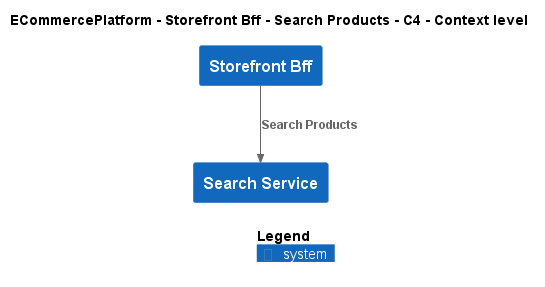 ECommercePlatform - Storefront Bff - Search Products - C4 - Context level
Storefront Bff
Search Products
Search Service
Legend
system